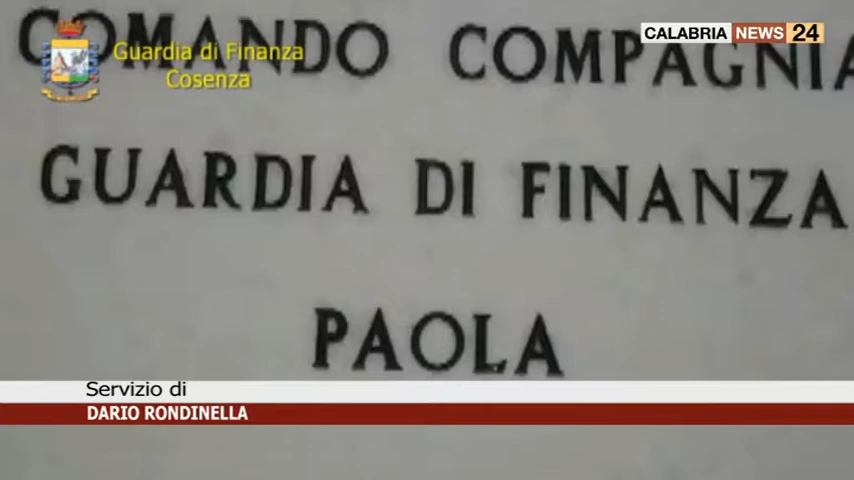 COMANDO COMPAGNIA
Guardia di Finanza
Cosenza
CALABRIA NEWS 24
GUARDIA DI FINANZA
PAOLA
Servizio di
DARIO RONDINELLA